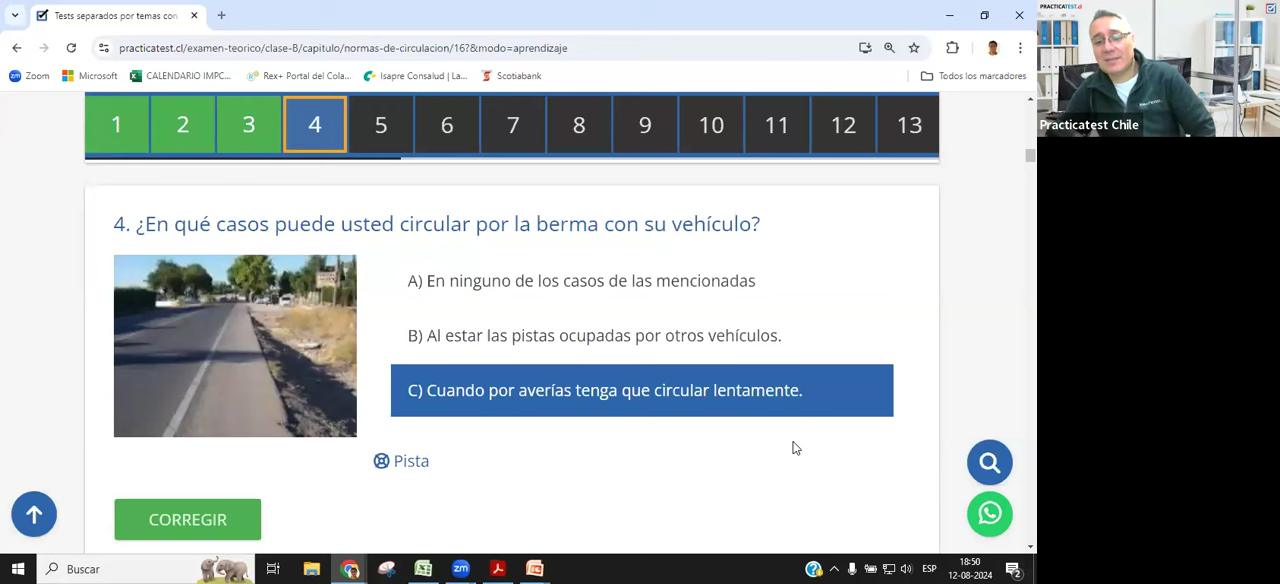 Tests separados por temas con
practicatest.cl/examen-teorico/clase-B/capitulo/normas-de-circulacion/16?&modo=aprendizaje
Zoom
Microsoft
CALENDARIO IMPC...
Rex+ Portal del Cola...
Isapre Consalud | La...
Scotiabank
Todos los marcadores
PRACTICATEST.cl
Practicatest Chile
1 2 3 4 5 6 7 8 9 10 11 12 13
4. ¿En qué casos puede usted circular por la berma con su vehículo?
A) En ninguno de los casos de las mencionadas
B) Al estar las pistas ocupadas por otros vehículos.
C) Cuando por averías tenga que circular lentamente.
Pista
CORREGIR
Buscar
ESP
18:50
12-08-2024
2